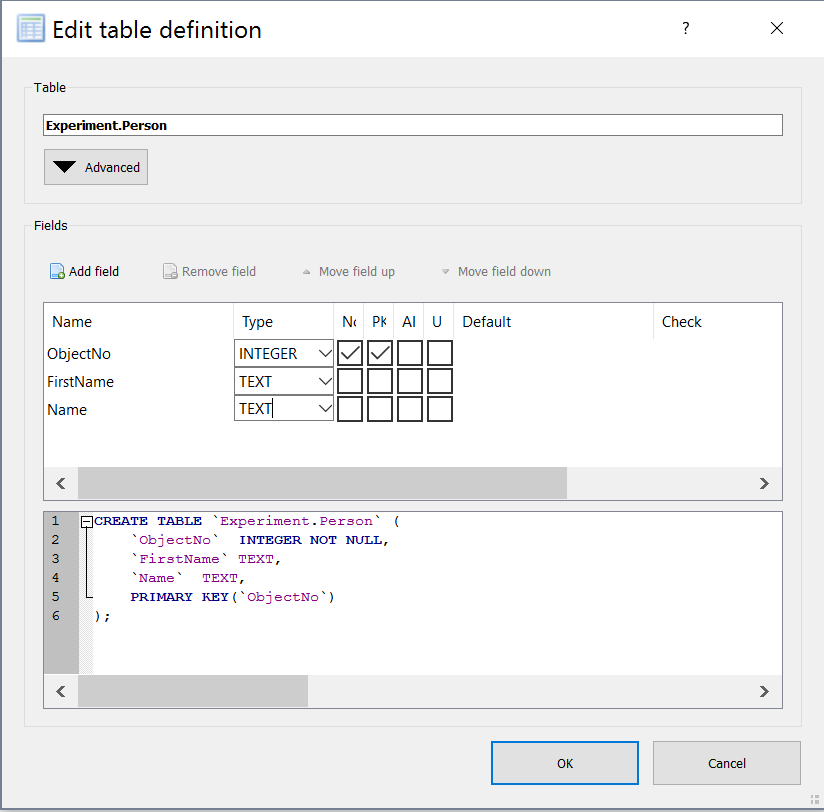 Edit table definition ?
Table
Experiment.Person
Advanced
Fields
Add field Remove field Move field up Move field down
Name Type No PK AI U Default Check
ObjectNo INTEGER
FirstName TEXT
Name TEXT
1 CREATE TABLE `Experiment.Person` (
2 `ObjectNo` INTEGER NOT NULL,
3 `FirstName` TEXT,
4 `Name` TEXT,
5 PRIMARY KEY(`ObjectNo`)
6 );
OK Cancel